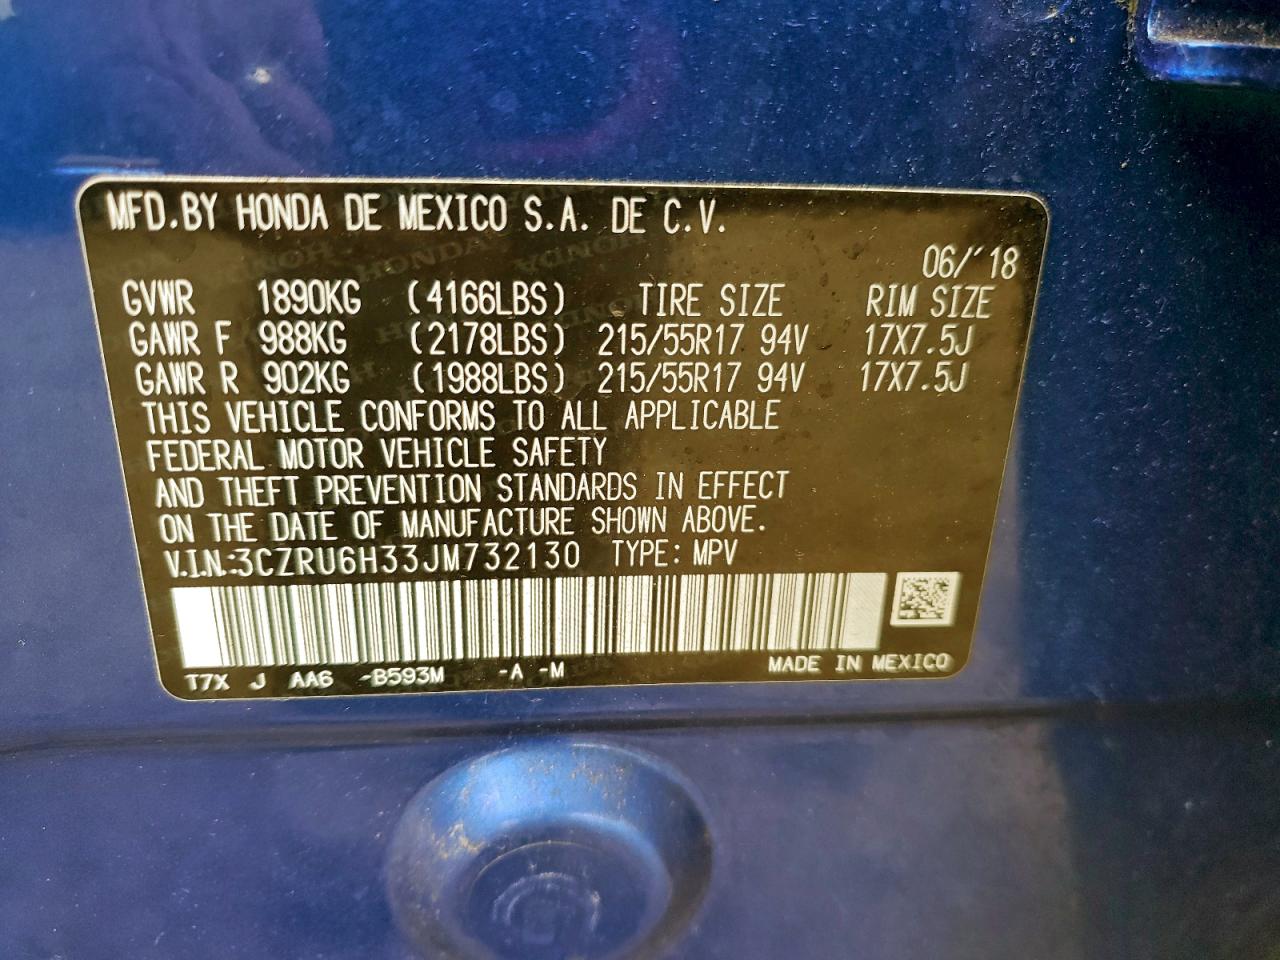 MFD.BY HONDA DE MEXICO S.A. DE C.V.
06/'18
GVWR 1890KG (4166LBS) TIRE SIZE RIM SIZE
GAWR F 988KG (2178LBS) 215/55R17 94V 17X7.5J
GAWR R 902KG (1988LBS) 215/55R17 94V 17X7.5J
THIS VEHICLE CONFORMS TO ALL APPLICABLE
FEDERAL MOTOR VEHICLE SAFETY
AND THEFT PREVENTION STANDARDS IN EFFECT
ON THE DATE OF MANUFACTURE SHOWN ABOVE.
V.I.N.:3CZRU6H33JM732130 TYPE: MPV
T7X J AA6 -B593M -A -M MADE IN MEXICO